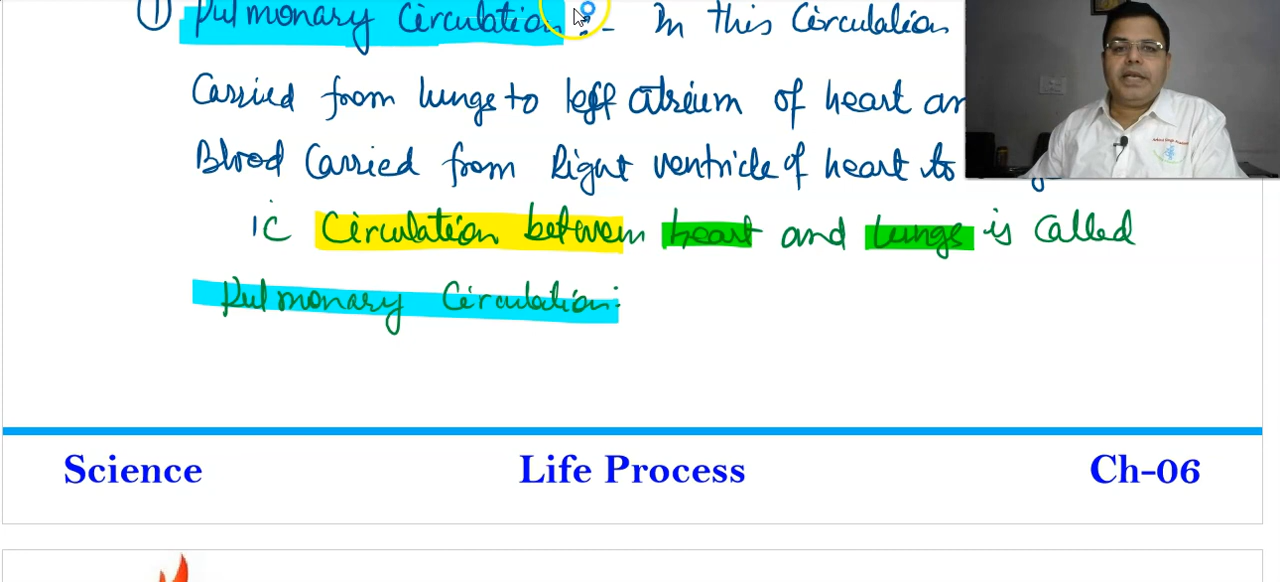 ① Pulmonary Circulation :- In this Circulation
Carried from lungs to left atrium of heart an
Blood Carried from Right ventricle of heart to
ic Circulation between heart and Lungs is called
Pulmonary Circulation:
Science Life Process Ch-06